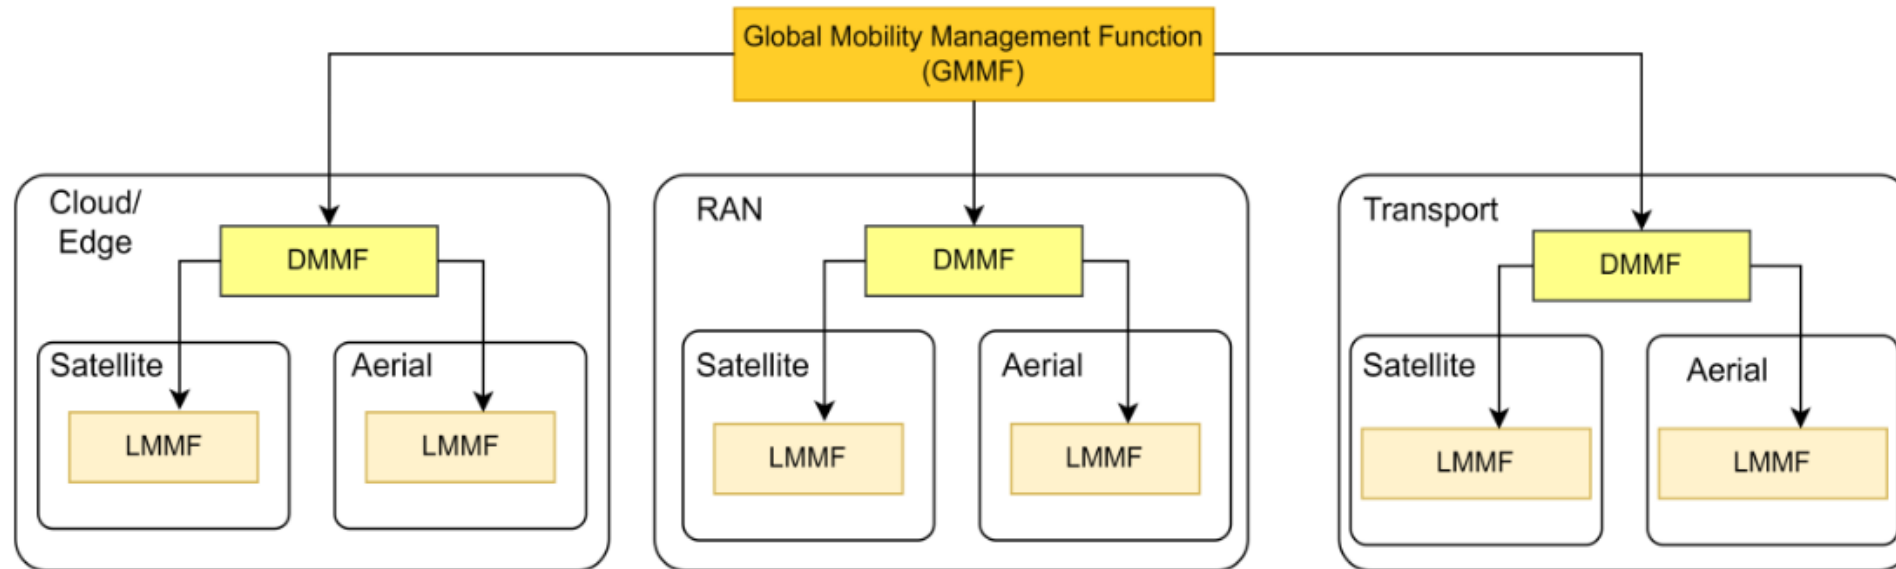 Global Mobility Management Function
(GMMF)
Cloud/
Edge
DMMF
Satellite
LMMF
Aerial
LMMF
RAN
DMMF
Satellite
LMMF
Aerial
LMMF
Transport
DMMF
Satellite
LMMF
Aerial
LMMF